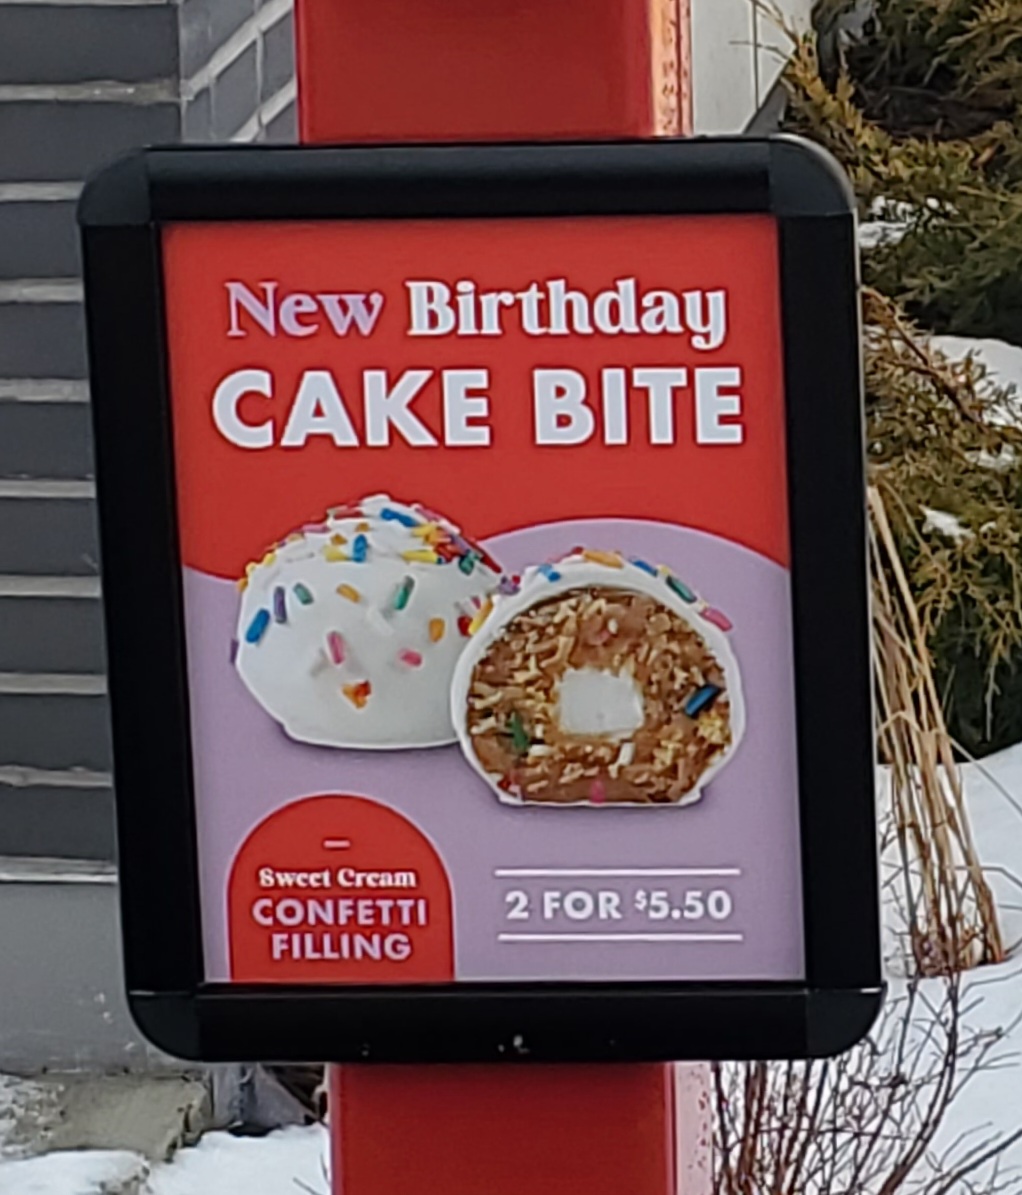 New Birthday
CAKE BITE
Sweet Cream
CONFETTI
FILLING
2 FOR $5.50